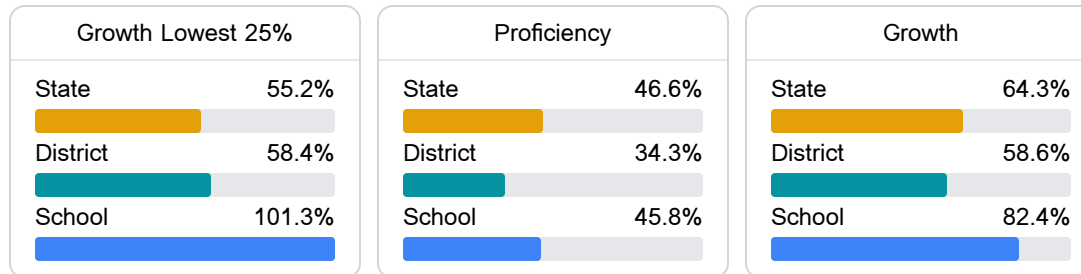 Growth Lowest 25%
State 55.2%
District 58.4%
School 101.3%
Proficiency
State 46.6%
District 34.3%
School 45.8%
Growth
State 64.3%
District 58.6%
School 82.4%